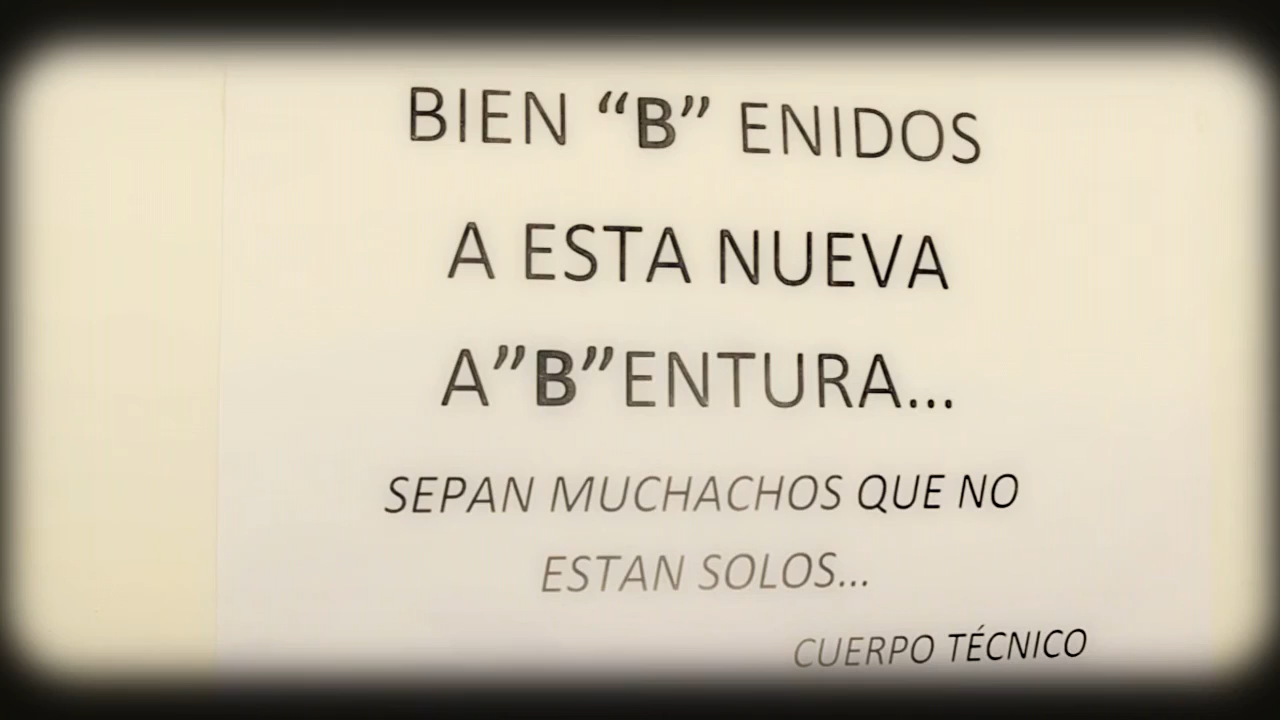 BIEN “B” ENIDOS
A ESTA NUEVA
A”B”ENTURA...
SEPAN MUCHACHOS QUE NO
ESTAN SOLOS...
CUERPO TÉCNICO